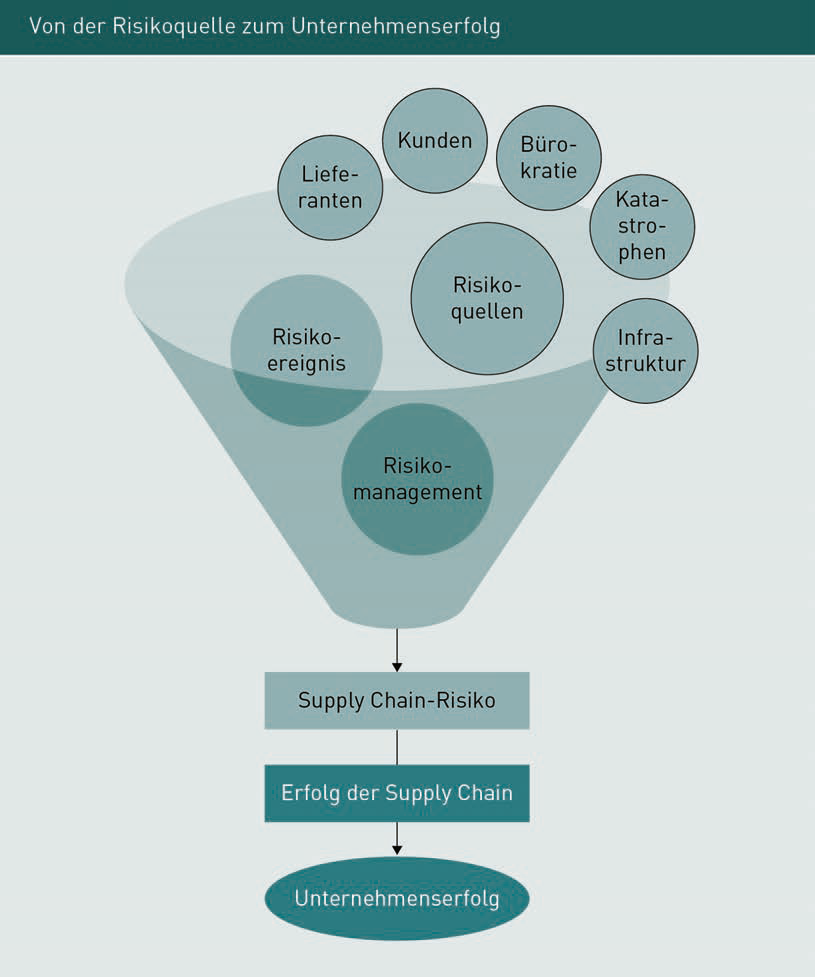 Von der Risikoquelle zum Unternehmenserfolg
Kunden
Büro-
kratie
Liefe-
ranten
Kata-
stro-
phen
Risiko-
quellen
Infra-
struktur
Risiko-
ereignis
Risiko-
management
Supply Chain-Risiko
Erfolg der Supply Chain
Unternehmenserfolg